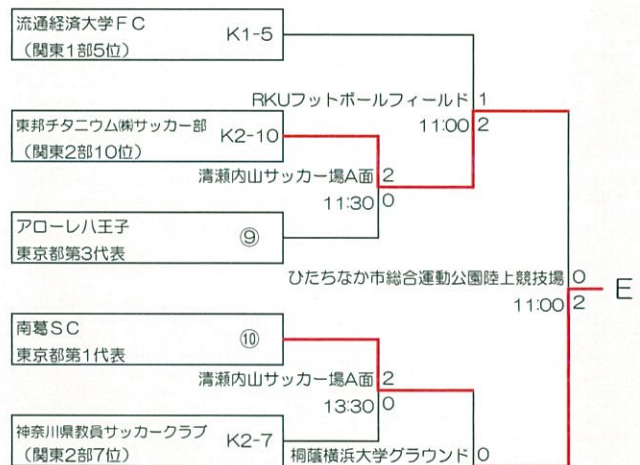 流通経済大学FC
(関東1部5位)
K1-5
RKUフットボールフィールド 1
11:00 2
東邦チタニウム㈱サッカー部
(関東2部10位)
K2-10
清瀬内山サッカー場A面 2
11:30 0
アローレ八王子
東京都第3代表
⑨
ひたちなか市総合運動公園陸上競技場 0
11:00 2
E
南葛SC
東京都第1代表
⑩
清瀬内山サッカー場A面 2
13:30 0
神奈川県教員サッカークラブ
(関東2部7位)
K2-7
桐蔭横浜大学グラウンド 0